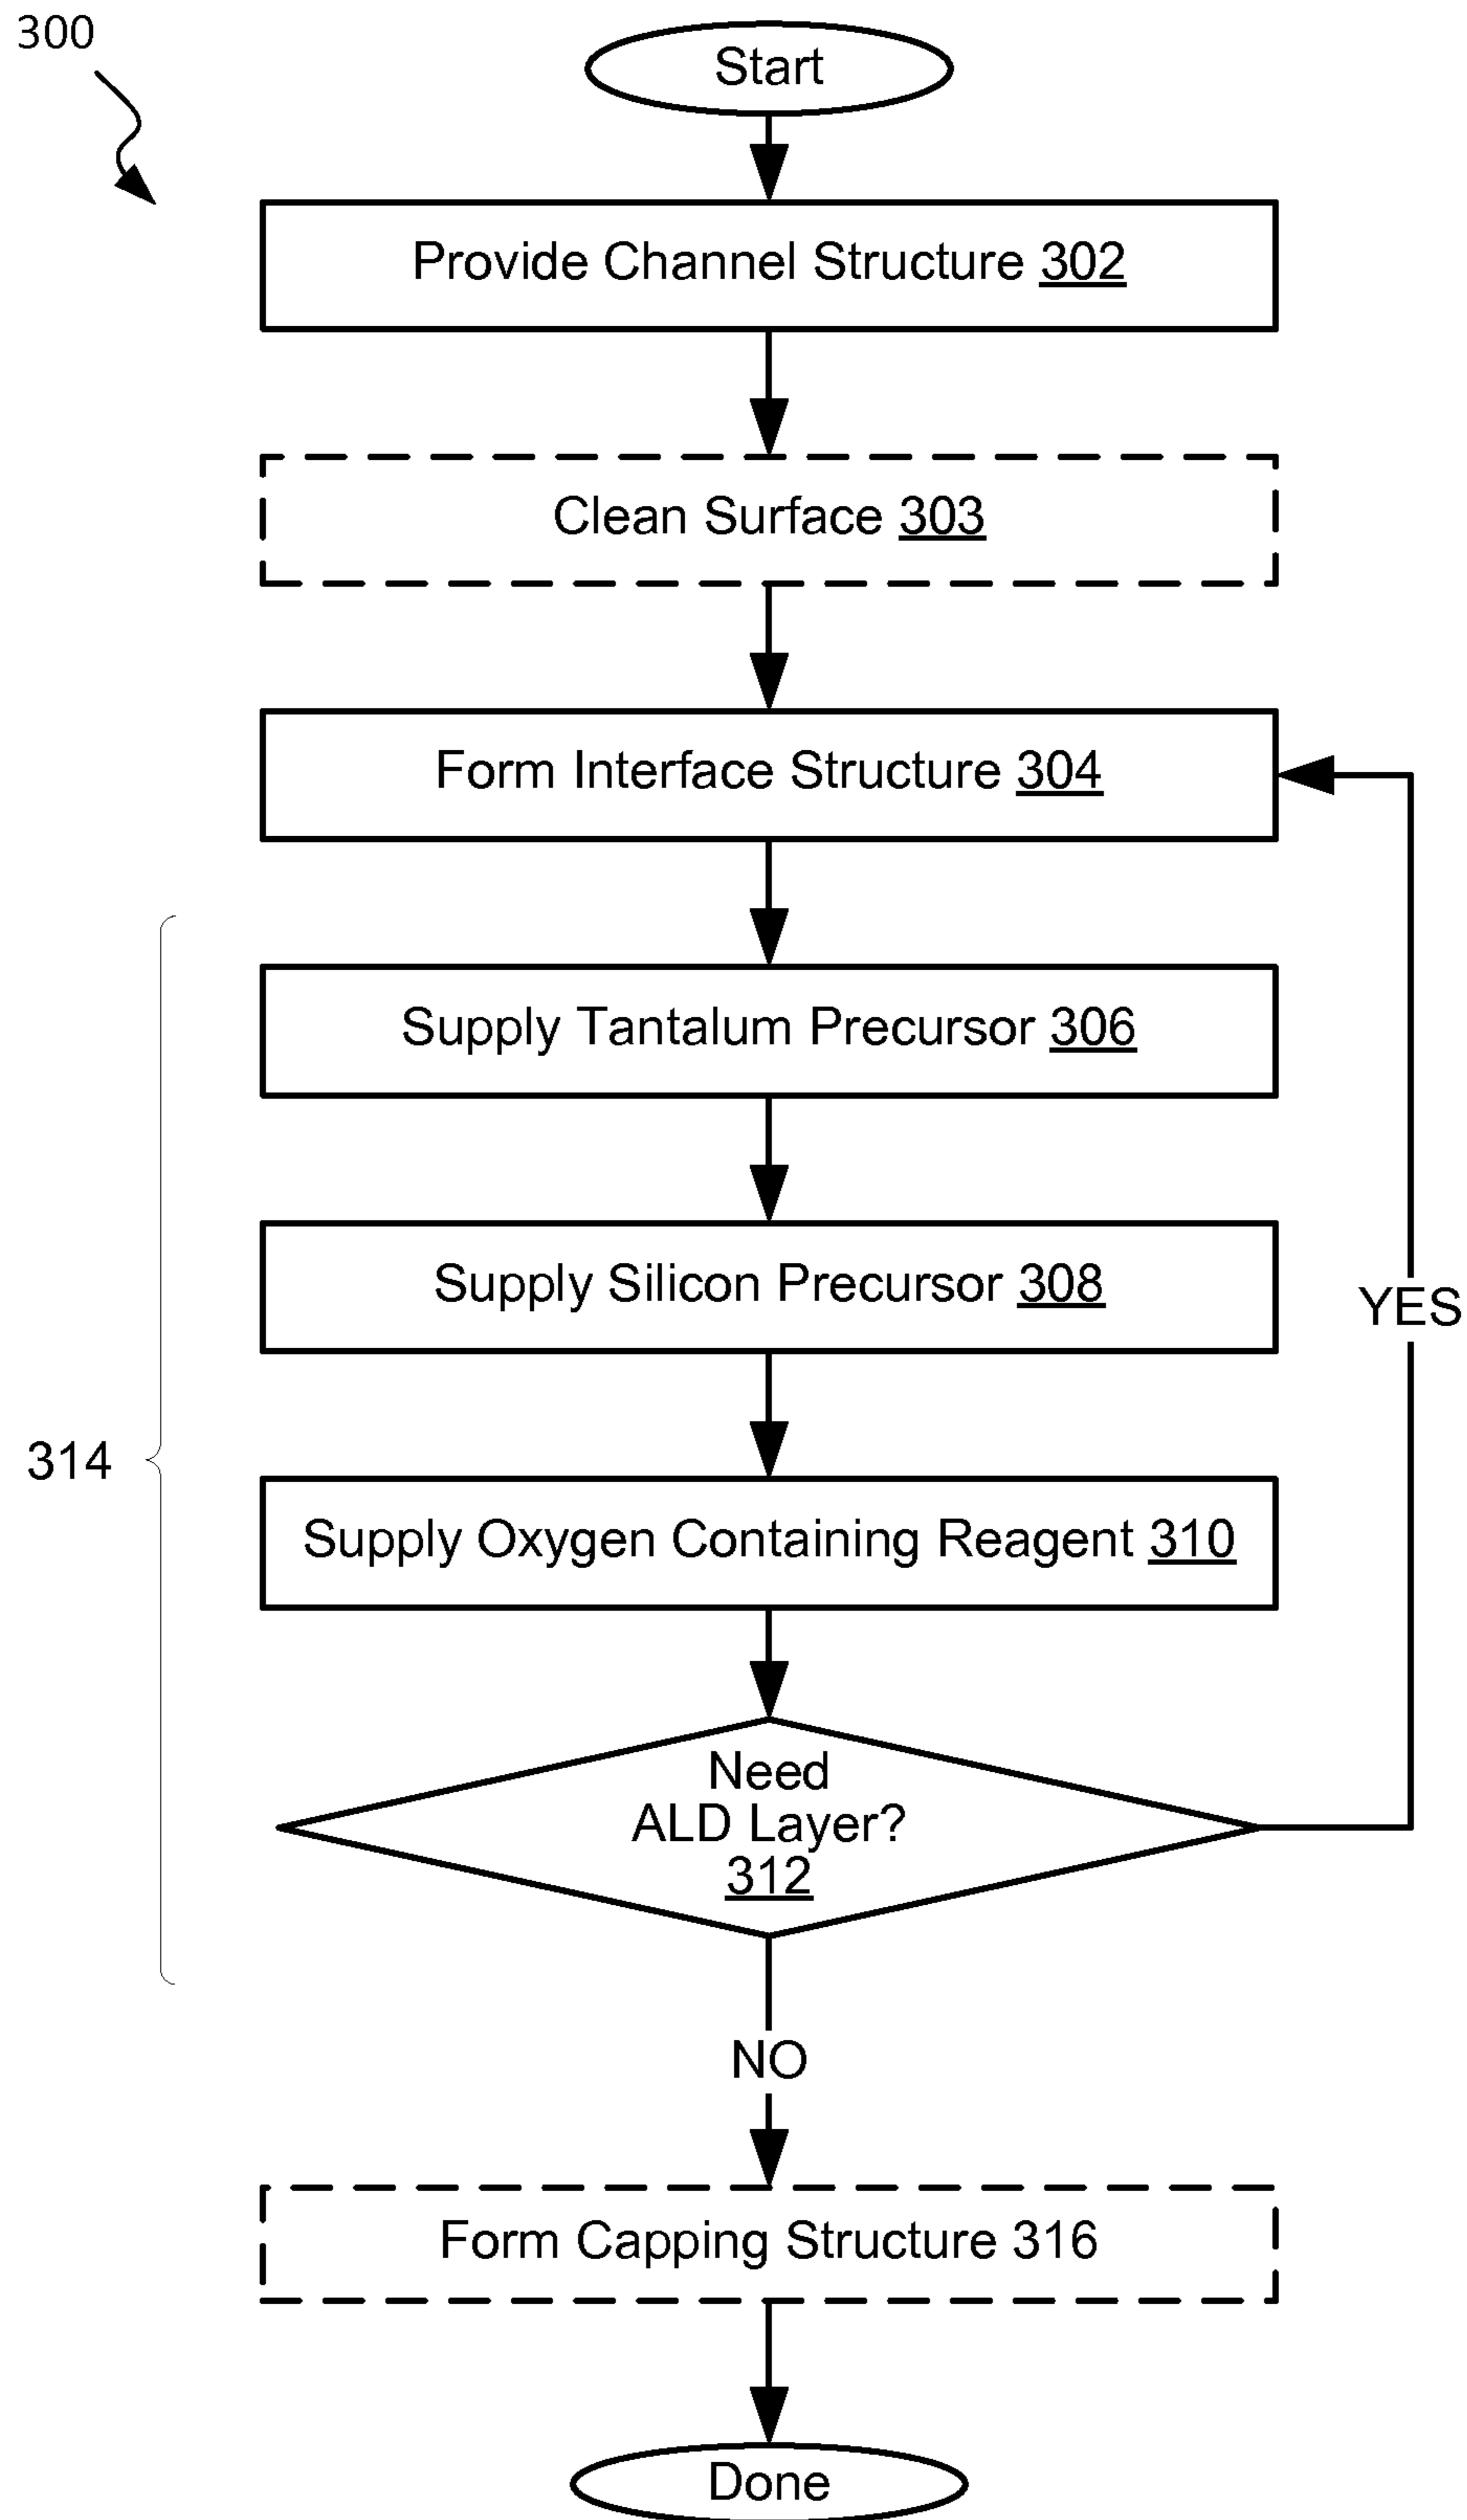 300
Start
Provide Channel Structure 302
Clean Surface 303
Form Interface Structure 304
Supply Tantalum Precursor 306
Supply Silicon Precursor 308
YES
314
Supply Oxygen Containing Reagent 310
Need
ALD Layer?
312
NO
Form Capping Structure 316
Done